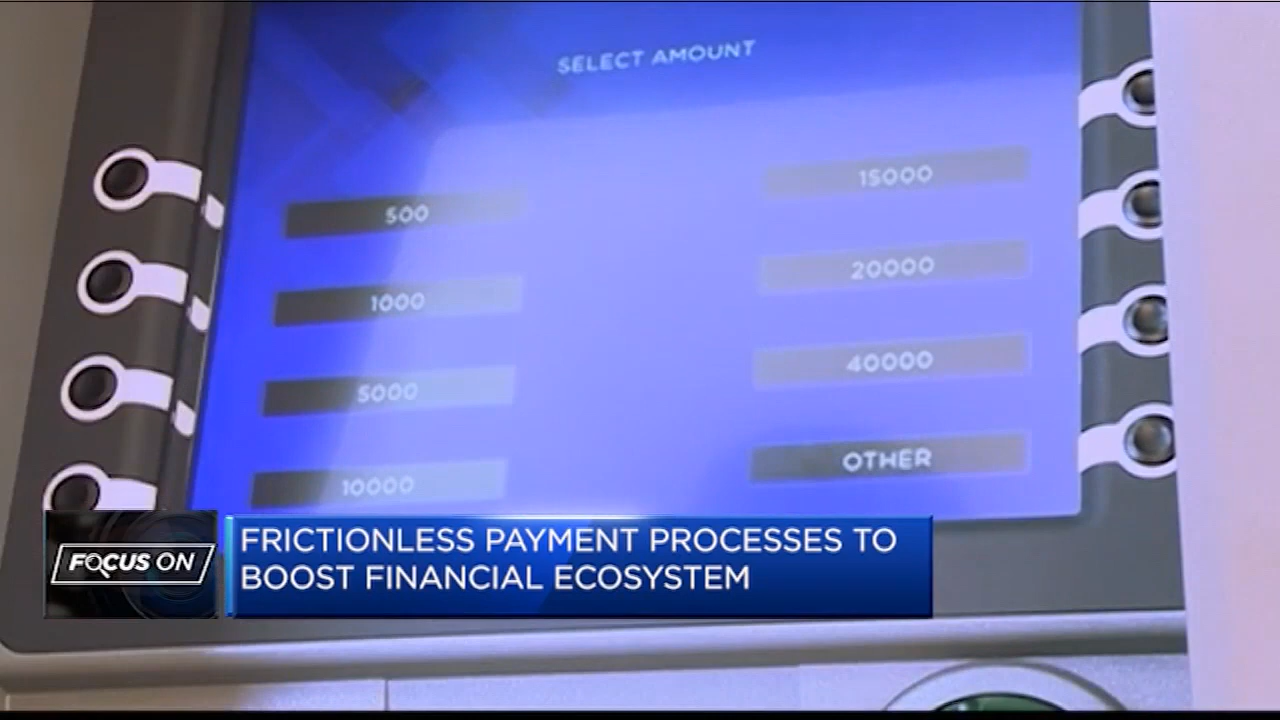 SELECT AMOUNT
500
15000
1000
20000
5000
40000
10000
OTHER
FOCUS ON
FRICTIONLESS PAYMENT PROCESSES TO
BOOST FINANCIAL ECOSYSTEM